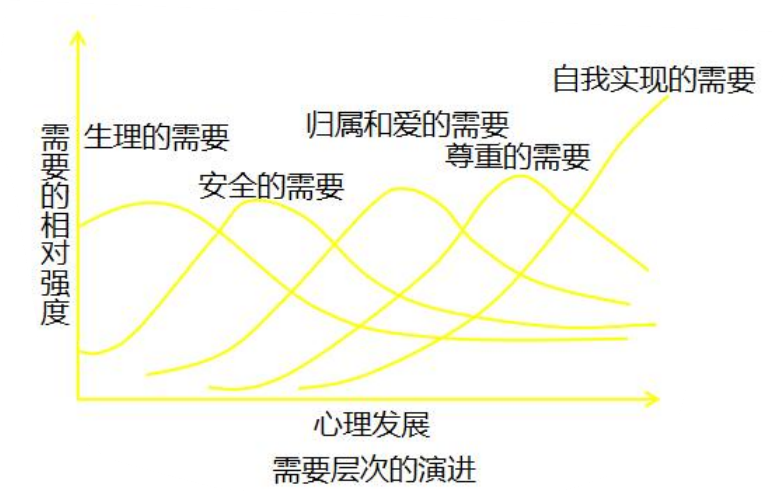 自我实现的需要
归属和爱的需要
生理的需要
尊重的需要
安全的需要
需要的相对强度
心理发展
需要层次的演进